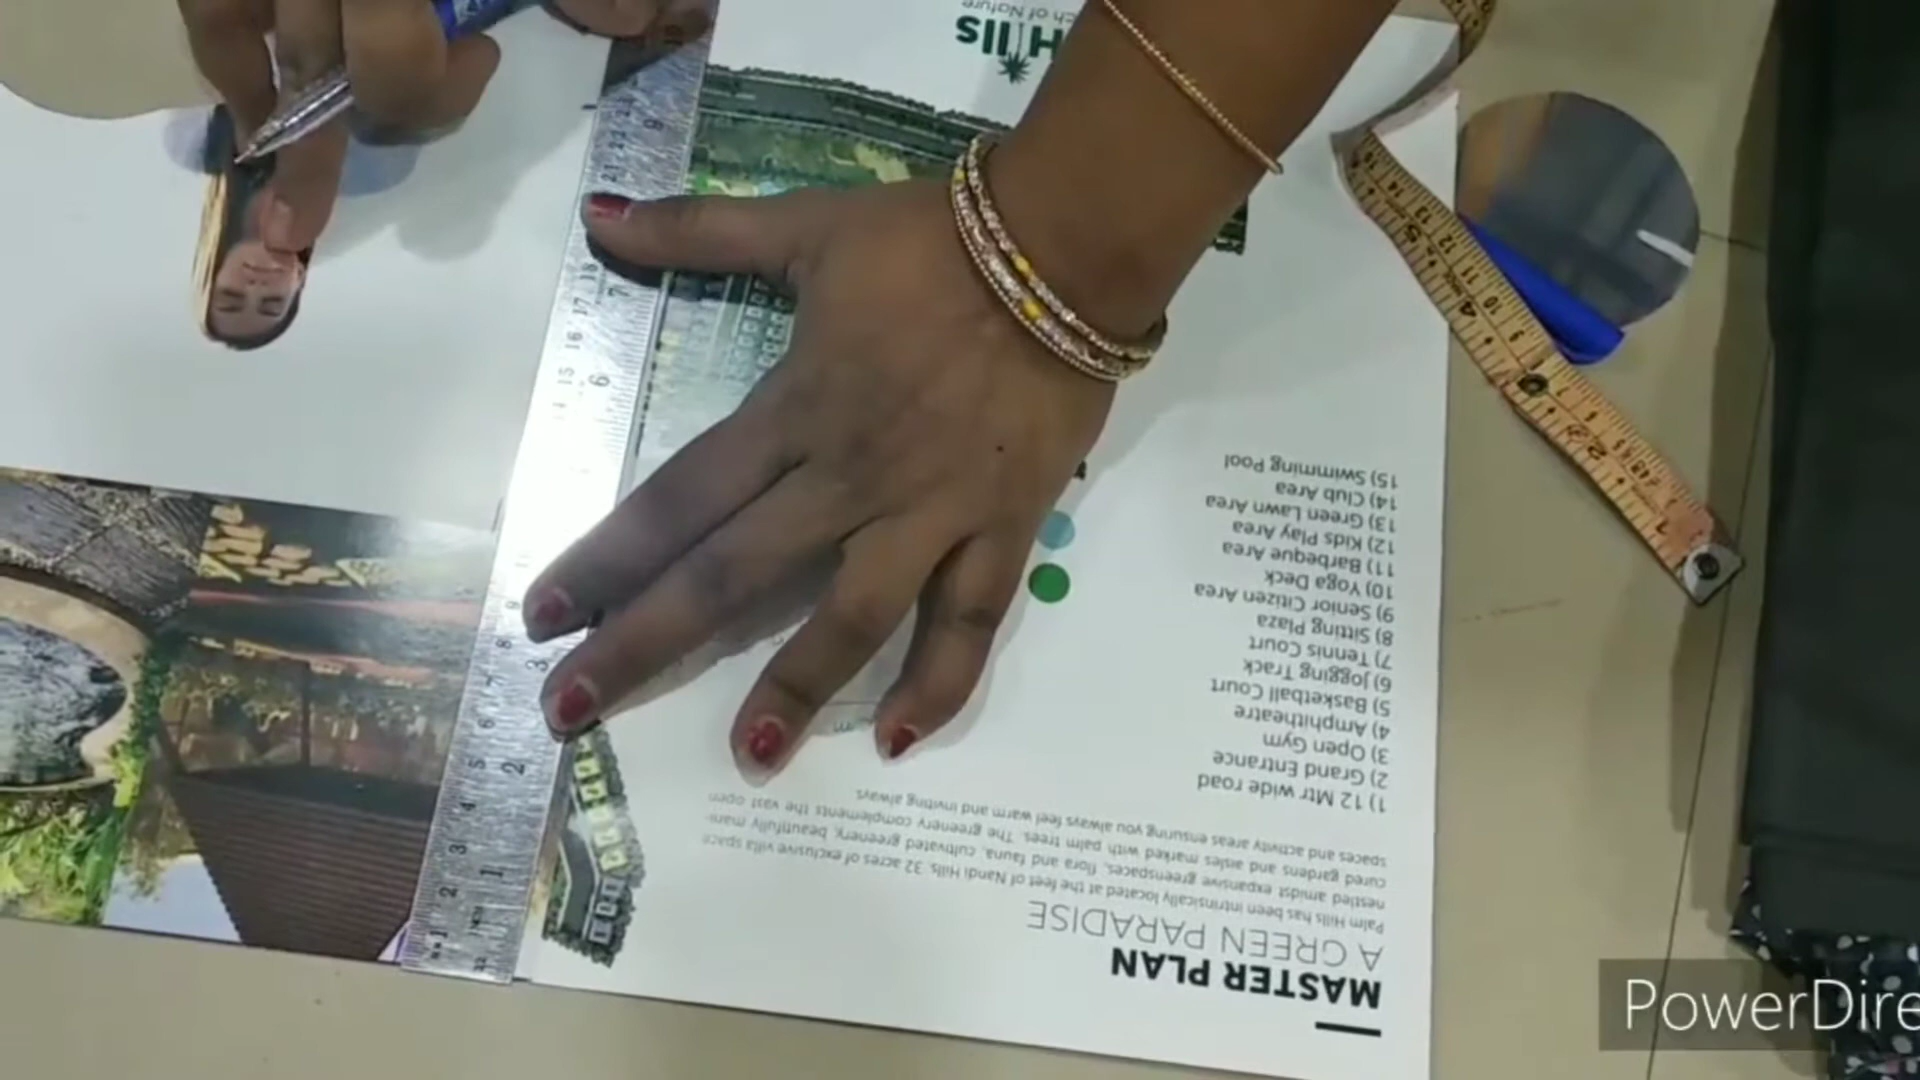 MASTER PLAN
A GREEN PARADISE
Palm Hills has been intrinsically located at the feet of Nandi Hills, 32 acres of exclusive villa space
nestled amidst expansive greenspaces, flora and fauna, cultivated greenery, beautifully mani-
cured gardens and aisles marked with palm trees. The greenery complements the vast open
spaces and activity areas ensuring you always feel warm and inviting always
1) 12 Mtr wide road
2) Grand Entrance
3) Open Gym
4) Amphitheatre
5) Basketball Court
6) Jogging Track
7) Tennis Court
8) Sitting Plaza
9) Senior Citizen Area
10) Yoga Deck
11) Barbeque Area
12) Kids Play Area
13) Green Lawn Area
14) Club Area
15) Swimming Pool
Hills
of Nature
PowerDire